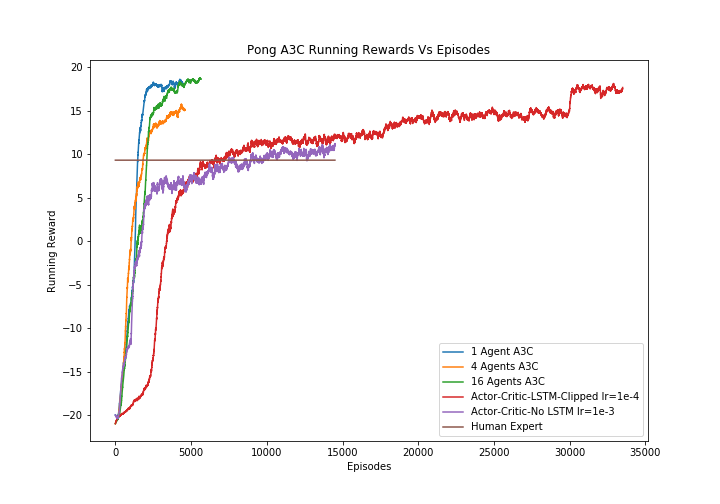 Pong A3C Running Rewards Vs Episodes
20
15
10
5
0
−5
−10
−15
−20
Running Reward
1 Agent A3C
4 Agents A3C
16 Agents A3C
Actor-Critic-LSTM-Clipped lr=1e-4
Actor-Critic-No LSTM lr=1e-3
Human Expert
0 5000 10000 15000 20000 25000 30000 35000
Episodes